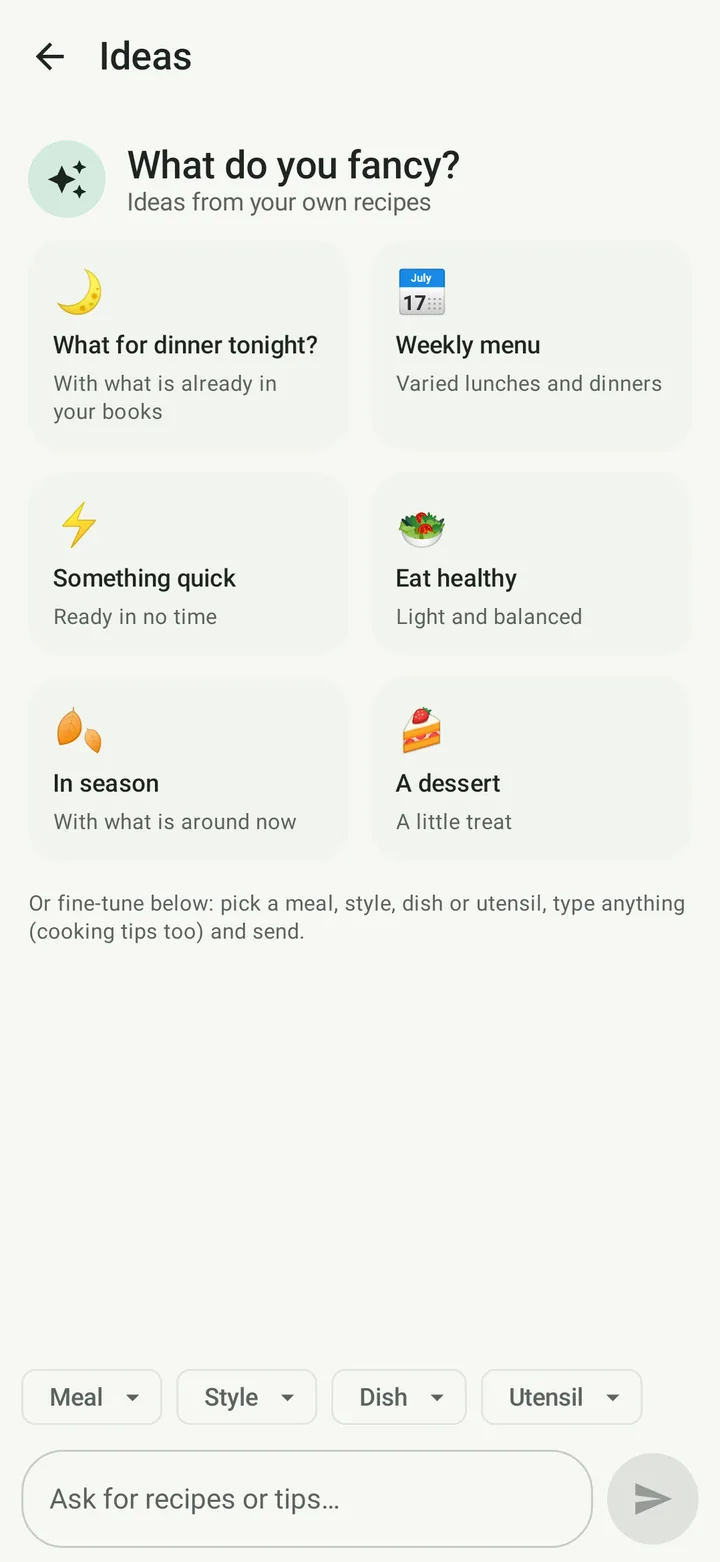 Ideas
What do you fancy?
Ideas from your own recipes
What for dinner tonight?
With what is already in
your books
July
17
Weekly menu
Varied lunches and dinners
Something quick
Ready in no time
Eat healthy
Light and balanced
In season
With what is around now
A dessert
A little treat
Or fine-tune below: pick a meal, style, dish or utensil, type anything
(cooking tips too) and send.
Meal
Style
Dish
Utensil
Ask for recipes or tips…